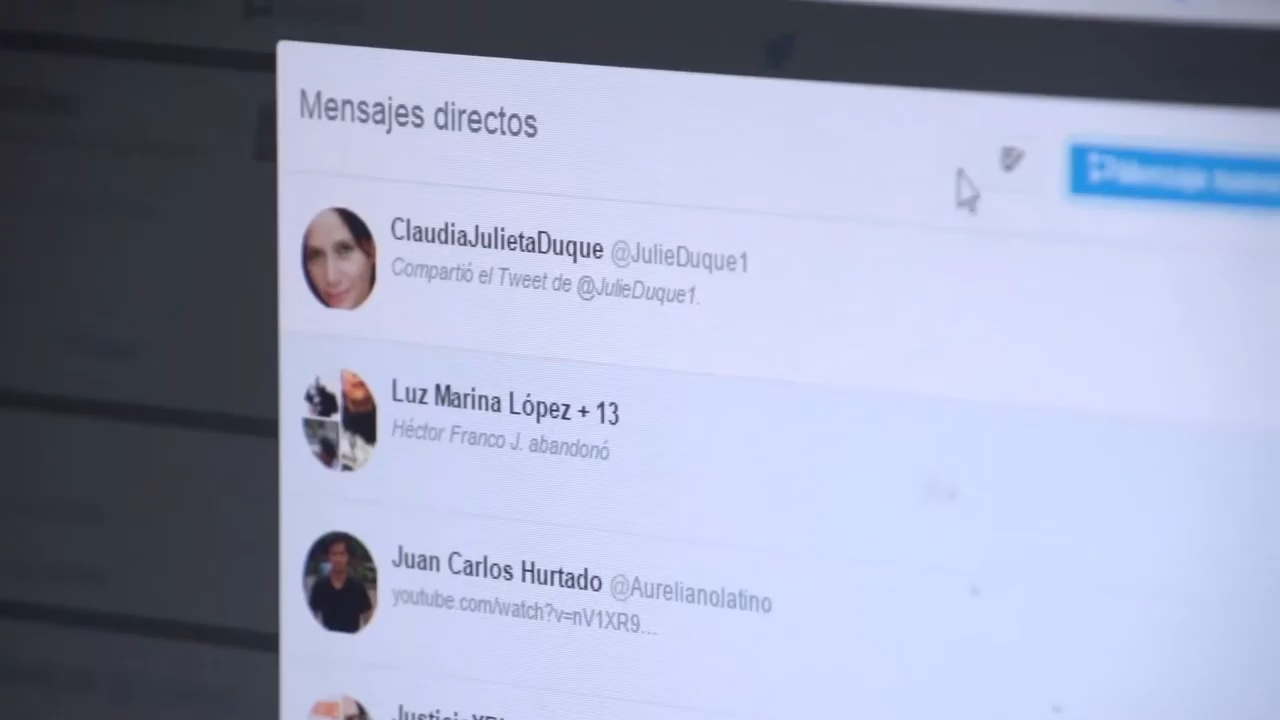 Mensajes directos
Mensaje
ClaudiaJulietaDuque @JulieDuque1
Compartió el Tweet de @JulieDuque1.
Luz Marina López + 13
Héctor Franco J. abandonó
Juan Carlos Hurtado @Aurelianolatino
youtube.com/watch?v=nV1XR9...